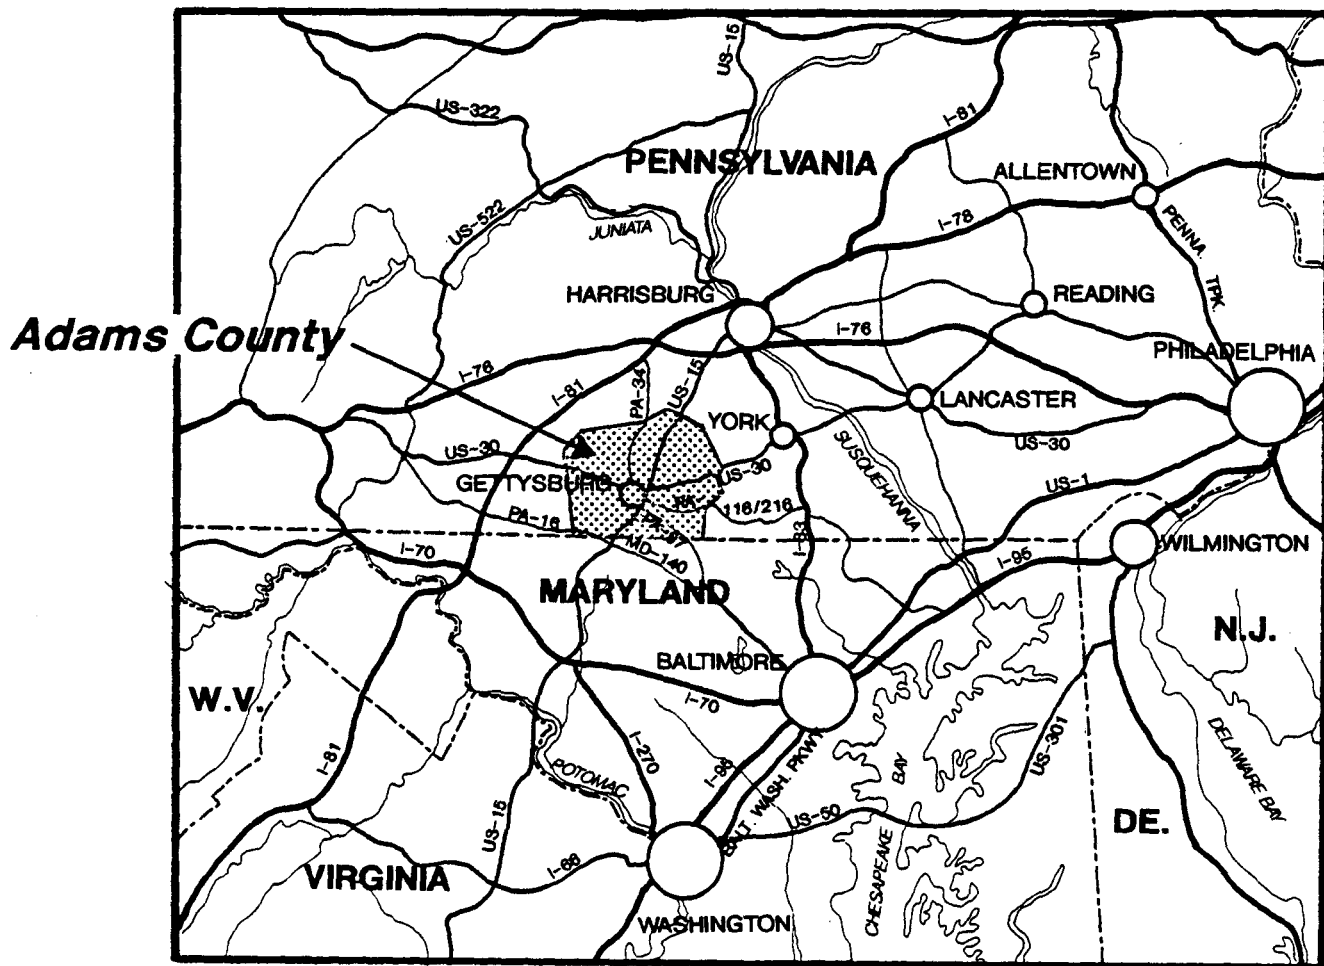 US-15
US-322
I-81
PENNSYLVANIA
ALLENTOWN
US-522
JUNIATA
I-78
PENNA. TPK.
HARRISBURG
READING
Adams County
I-76
I-76
PHILADELPHIA
I-81
PA-34
US-15
LANCASTER
YORK
US-30
SUSQUEHANNA
US-30
US-30
GETTYSBURG
US-1
PA-16
PA
116/216
PA-97
MD-140
I-83
I-70
WILMINGTON
I-95
MARYLAND
N.J.
BALTIMORE
W.V.
I-70
I-81
I-270
I-95
BALT. WASH. PKWY.
US-301
DELAWARE BAY
POTOMAC
CHESAPEAKE BAY
US-50
US-15
DE.
I-66
VIRGINIA
WASHINGTON